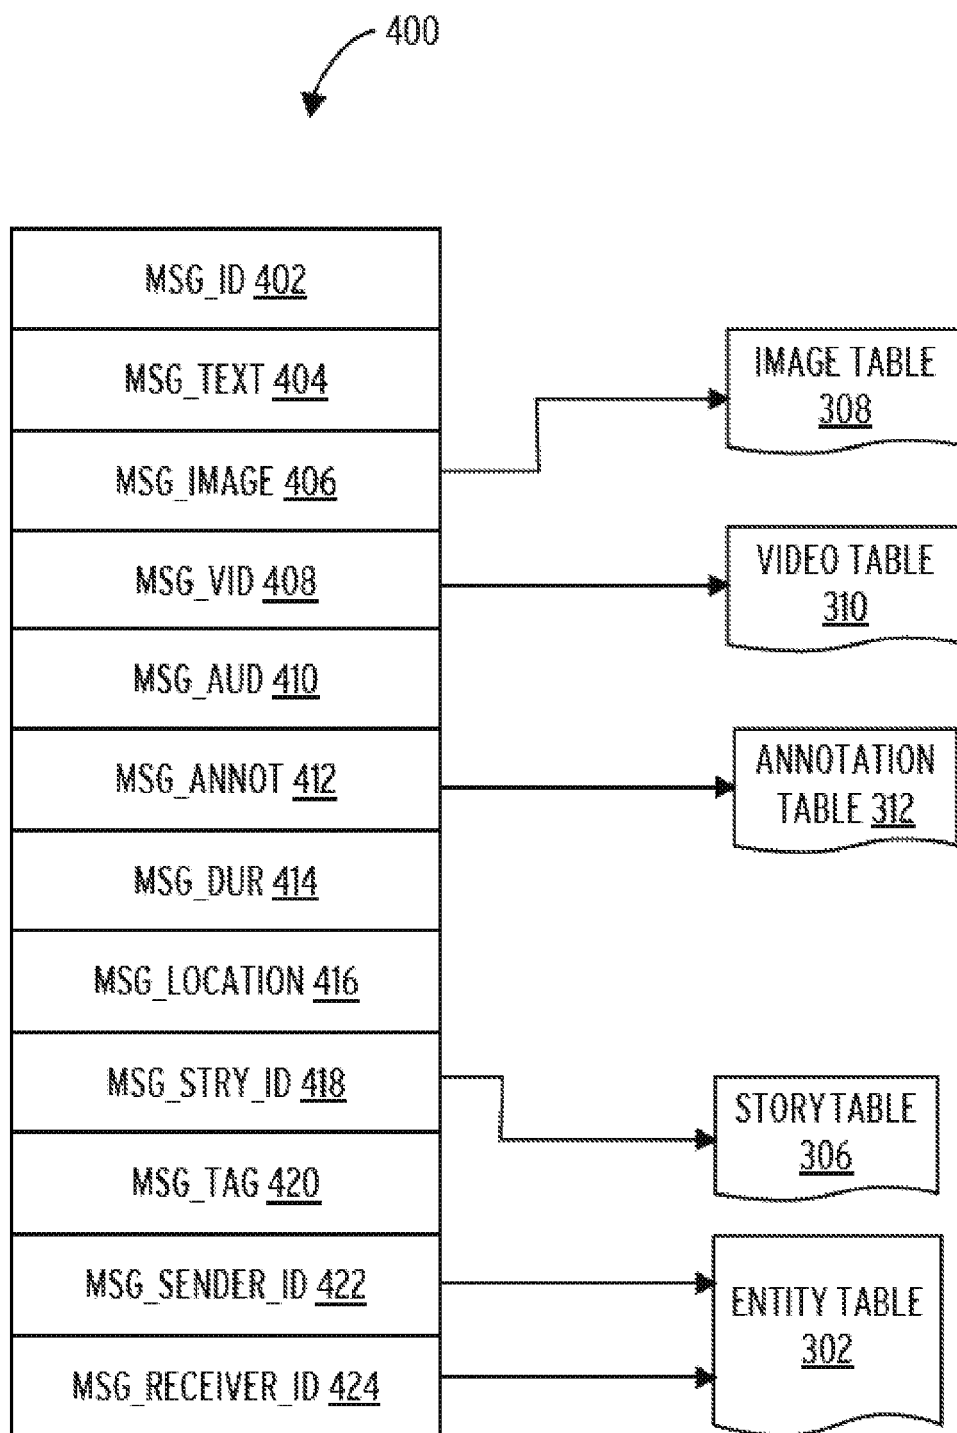 400
MSG_ID 402
MSG_TEXT 404
MSG_IMAGE 406
MSG_VID 408
MSG_AUD 410
MSG_ANNOT 412
MSG_DUR 414
MSG_LOCATION 416
MSG_STRY_ID 418
MSG_TAG 420
MSG_SENDER_ID 422
MSG_RECEIVER_ID 424
IMAGE TABLE
308
VIDEO TABLE
310
ANNOTATION
TABLE 312
STORY TABLE
306
ENTITY TABLE
302